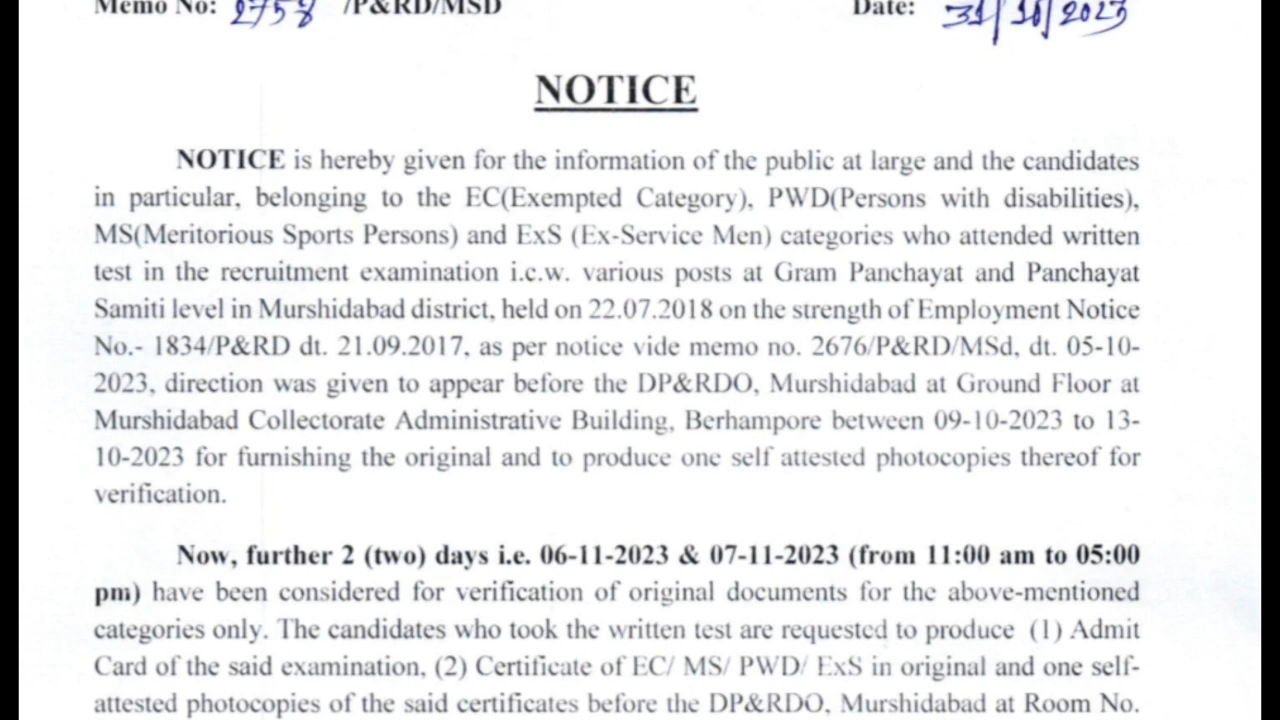 Memo No: 2758 /P&RD/MSD Date: 31/10/2023
NOTICE
NOTICE is hereby given for the information of the public at large and the candidates
in particular, belonging to the EC(Exempted Category), PWD(Persons with disabilities),
MS(Meritorious Sports Persons) and ExS (Ex-Service Men) categories who attended written
test in the recruitment examination i.c.w. various posts at Gram Panchayat and Panchayat
Samiti level in Murshidabad district, held on 22.07.2018 on the strength of Employment Notice
No.- 1834/P&RD dt. 21.09.2017, as per notice vide memo no. 2676/P&RD/MSd, dt. 05-10-
2023, direction was given to appear before the DP&RDO, Murshidabad at Ground Floor at
Murshidabad Collectorate Administrative Building, Berhampore between 09-10-2023 to 13-
10-2023 for furnishing the original and to produce one self attested photocopies thereof for
verification.
Now, further 2 (two) days i.e. 06-11-2023 & 07-11-2023 (from 11:00 am to 05:00
pm) have been considered for verification of original documents for the above-mentioned
categories only. The candidates who took the written test are requested to produce (1) Admit
Card of the said examination, (2) Certificate of EC/ MS/ PWD/ ExS in original and one self-
attested photocopies of the said certificates before the DP&RDO, Murshidabad at Room No.